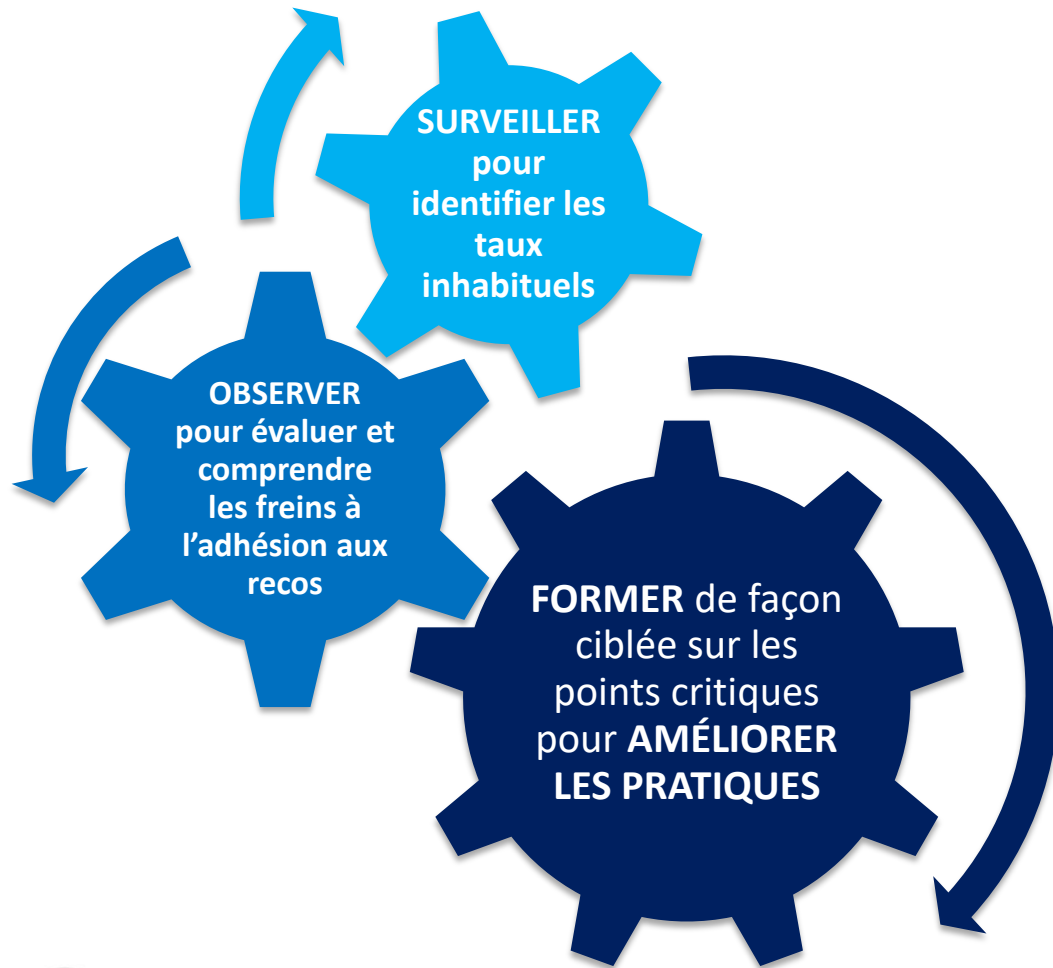 SURVEILLER
pour
identifier les
taux
inhabituels
OBSERVER
pour évaluer et
comprendre
les freins à
l’adhésion aux
recos
FORMER de façon
ciblée sur les
points critiques
pour AMÉLIORER
LES PRATIQUES